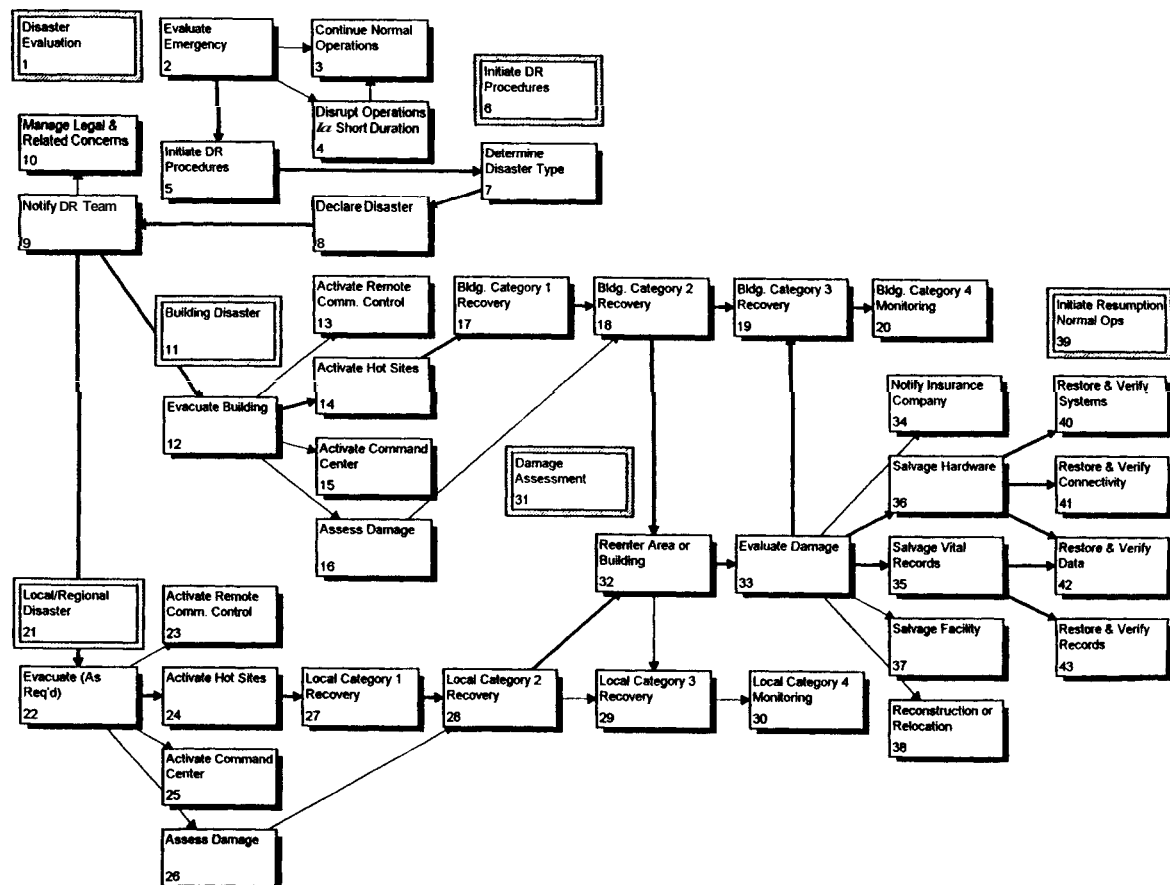 Disaster
Evaluation
1
Evaluate
Emergency
2
Continue Normal
Operations
3
Disrupt Operations
Short Duration
4
Initiate DR
Procedures
5
Initiate DR
Procedures
6
Determine
Disaster Type
7
Declare Disaster
8
Notify DR Team
9
Manage Legal &
Related Concerns
10
Building Disaster
11
Evacuate Building
12
Activate Remote
Comm. Control
13
Activate Hot Sites
14
Activate Command
Center
15
Assess Damage
16
Bldg. Category 1
Recovery
17
Bldg. Category 2
Recovery
18
Bldg. Category 3
Recovery
19
Bldg. Category 4
Monitoring
20
Local/Regional
Disaster
21
Evacuate (As
Req'd)
22
Activate Remote
Comm. Control
23
Activate Hot Sites
24
Activate Command
Center
25
Assess Damage
26
Local Category 1
Recovery
27
Local Category 2
Recovery
28
Local Category 3
Recovery
29
Local Category 4
Monitoring
30
Damage
Assessment
31
Reenter Area or
Building
32
Evaluate Damage
33
Notify Insurance
Company
34
Salvage Vital
Records
35
Salvage Hardware
36
Salvage Facility
37
Reconstruction or
Relocation
38
Initiate Resumption
Normal Ops
39
Restore & Verify
Systems
40
Restore & Verify
Connectivity
41
Restore & Verify
Data
42
Restore & Verify
Records
43